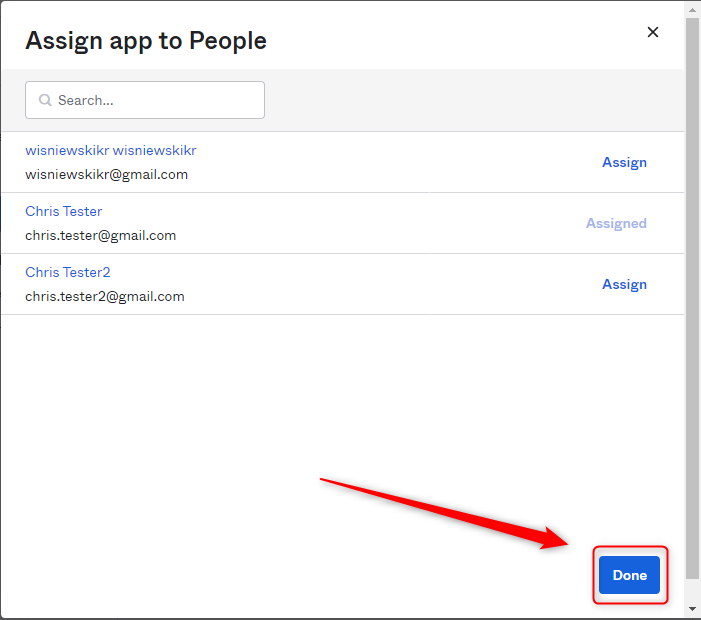 Assign app to People
Search...
wisniewskikr wisniewskikr
wisniewskikr@gmail.com
Assign
Chris Tester
chris.tester@gmail.com
Assigned
Chris Tester2
chris.tester2@gmail.com
Assign
Done